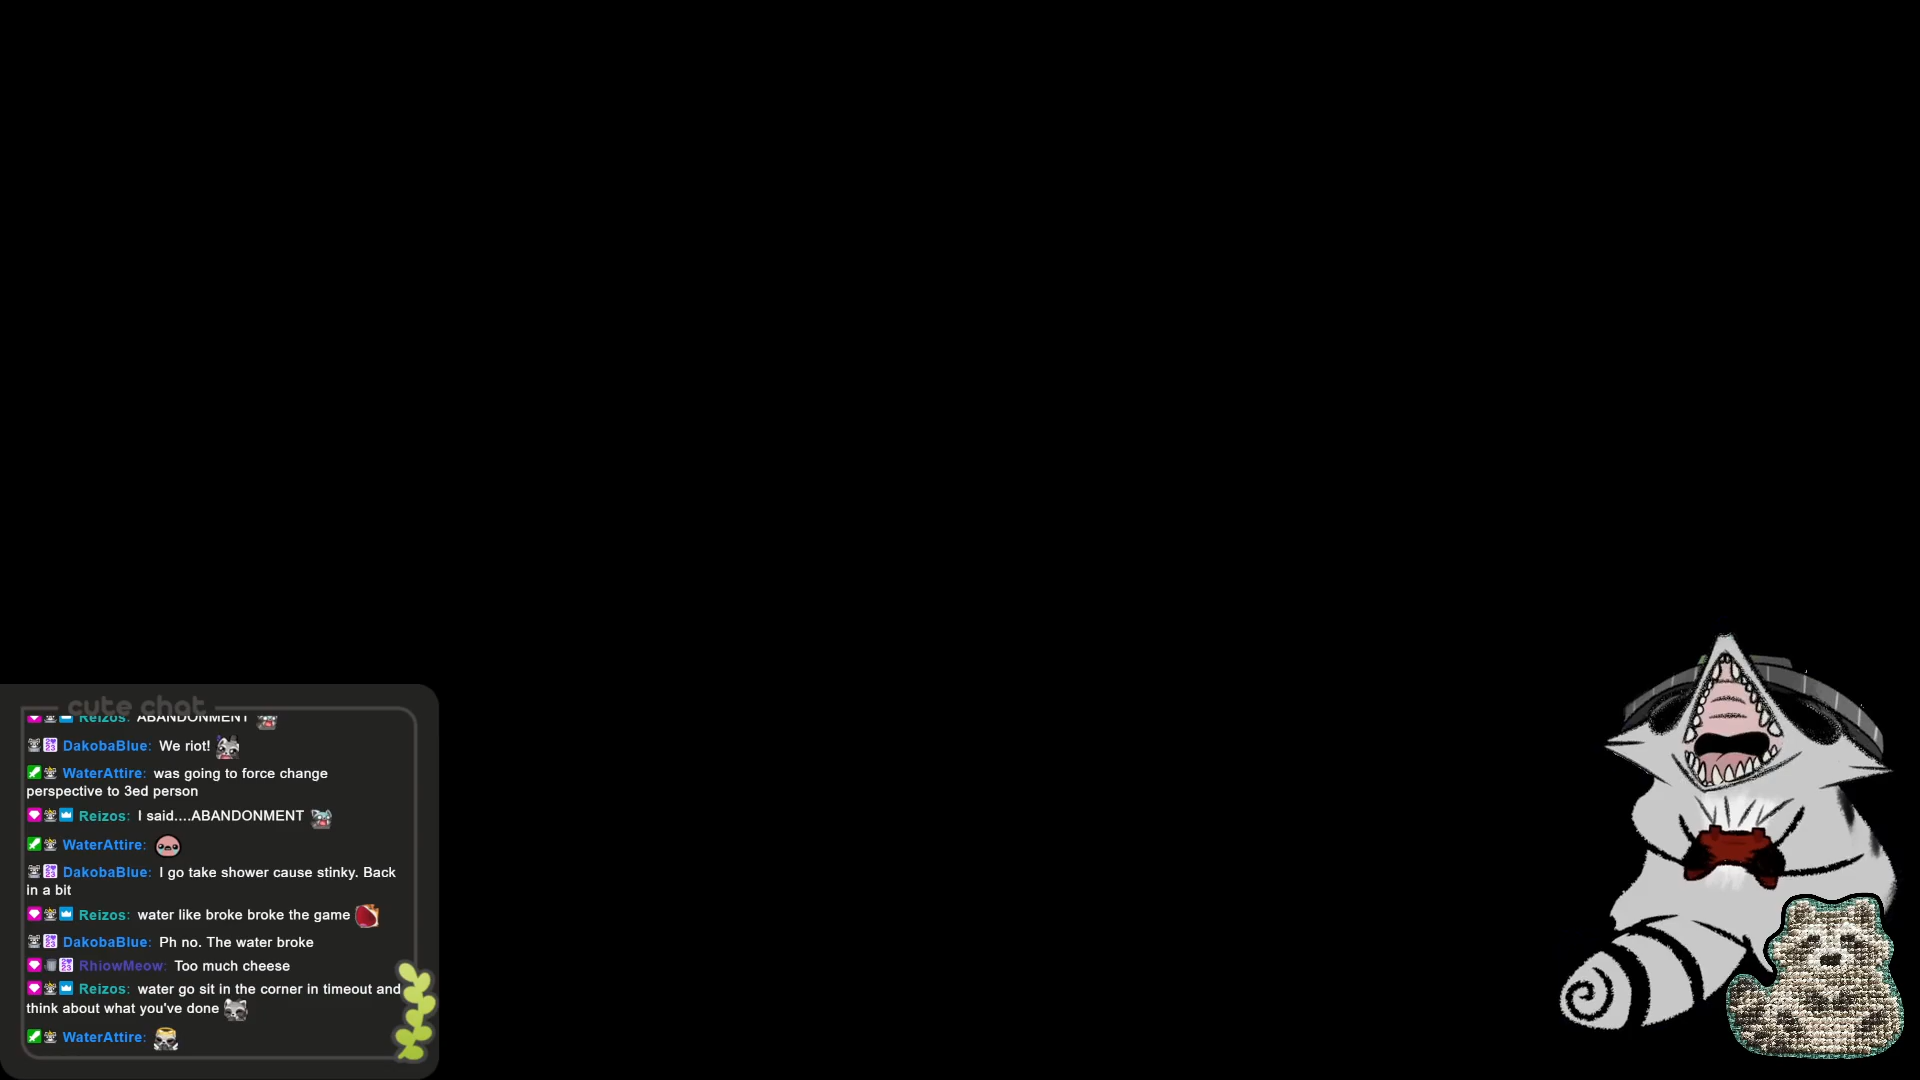 cute chat
Reizos: ABANDONMENT
DakobaBlue: We riot!
WaterAttire: was going to force change
perspective to 3ed person
Reizos: I said....ABANDONMENT
WaterAttire:
DakobaBlue: I go take shower cause stinky. Back
in a bit
Reizos: water like broke broke the game
DakobaBlue: Ph no. The water broke
RhiowMeow: Too much cheese
Reizos: water go sit in the corner in timeout and
think about what you've done
WaterAttire: